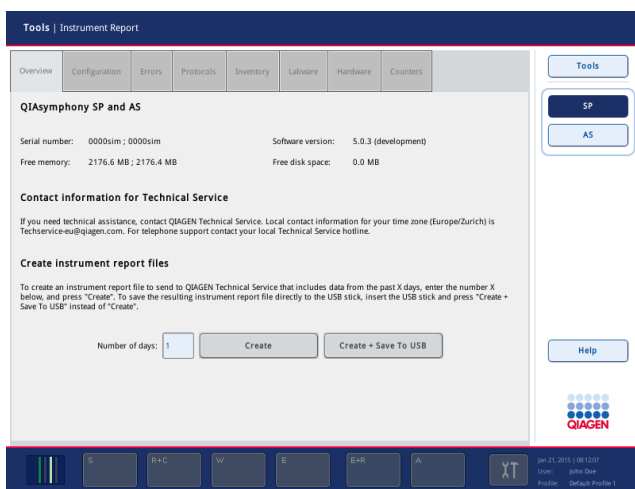 Tools | Instrument Report
Overview Configuration Errors Protocols Inventory Labware Hardware Counters
Tools
SP
AS
QIAsymphony SP and AS
Serial number: 0000sim ; 0000sim Software version: 5.0.3 (development)
Free memory: 2176.6 MB ; 2176.4 MB Free disk space: 0.0 MB
Contact information for Technical Service
If you need technical assistance, contact QIAGEN Technical Service. Local contact information for your time zone (Europe/Zurich) is
Techservice-eu@qiagen.com. For telephone support contact your local Technical Service hotline.
Create instrument report files
To create an instrument report file to send to QIAGEN Technical Service that includes data from the past X days, enter the number X
below, and press "Create". To save the resulting instrument report file directly to the USB stick, insert the USB stick and press "Create +
Save To USB" instead of "Create".
Number of days: 1 Create Create + Save To USB
Help
QIAGEN
S R+C W E E+R A
Jan 21, 2015 | 08:12:07
User: John Doe
Profile: Default Profile 1